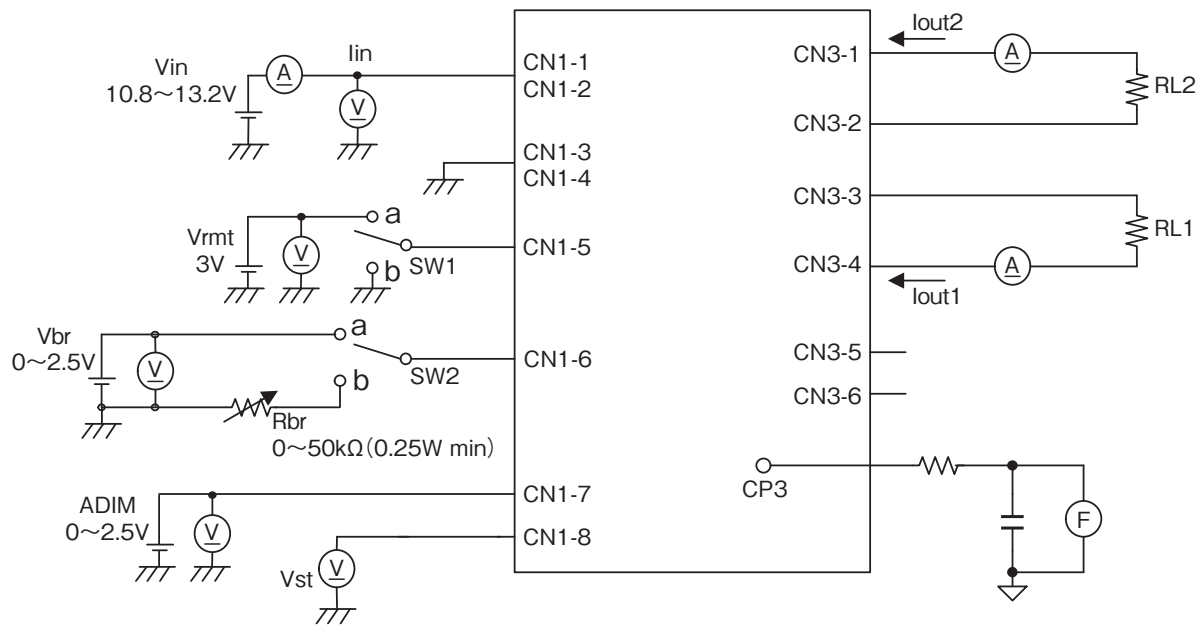 Vin
10.8～13.2V
A
Iin
V
CN1-1
CN1-2
CN1-3
CN1-4
Vrmt
3V
V
a
b
SW1
CN1-5
Vbr
0～2.5V
V
a
b
SW2
CN1-6
Rbr
0～50kΩ(0.25W min)
ADIM
0～2.5V
V
CN1-7
CN1-8
Vst
V
CN3-1
Iout2
A
RL2
CN3-2
CN3-3
RL1
CN3-4
A
Iout1
CN3-5
CN3-6
CP3
F